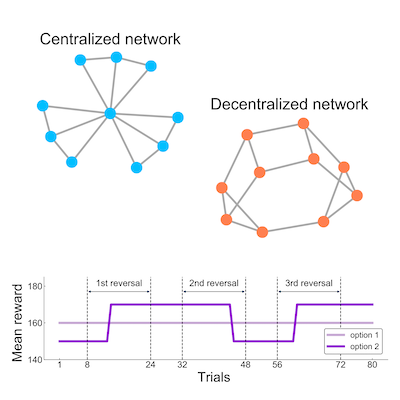 Centralized network
Decentralized network
Mean reward
180
160
140
1st reversal
2nd reversal
3rd reversal
option 1
option 2
1 8 24 32 48 56 72 80
Trials